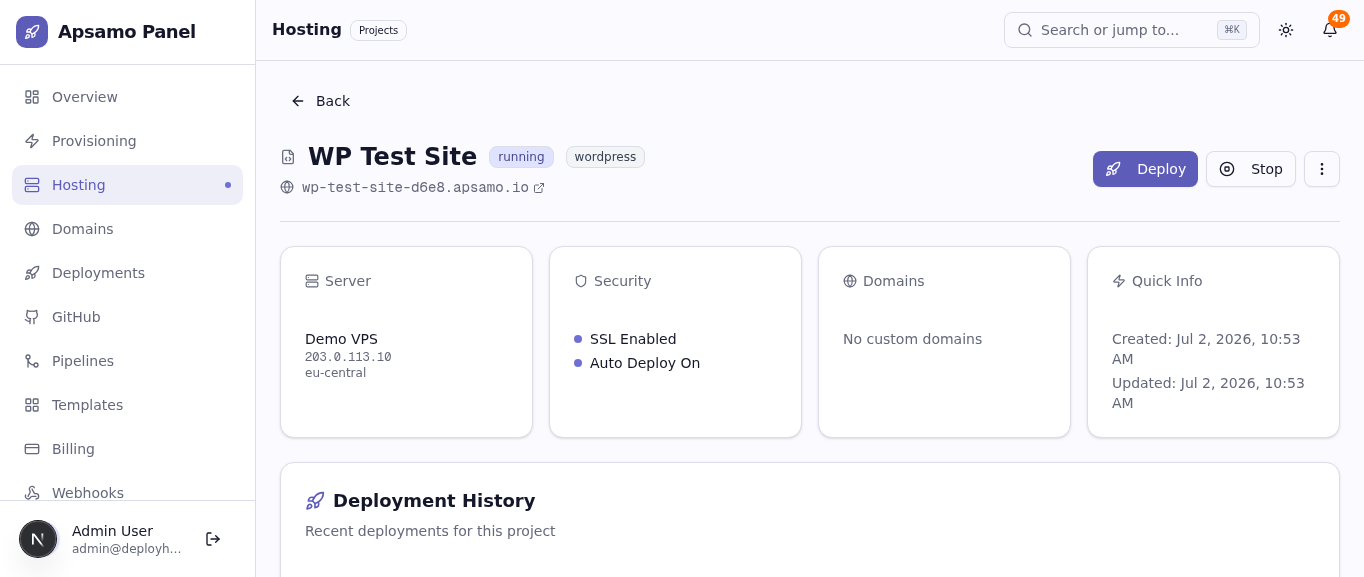 Apsamo Panel
Hosting
Projects
Search or jump to...
⌘K
49
Overview
Provisioning
Hosting
Domains
Deployments
GitHub
Pipelines
Templates
Billing
Webhooks
Admin User
admin@deployh...
N
Back
WP Test Site
running
wordpress
wp-test-site-d6e8.apsamo.io
Deploy
Stop
Server
Demo VPS
203.0.113.10
eu-central
Security
SSL Enabled
Auto Deploy On
Domains
No custom domains
Quick Info
Created: Jul 2, 2026, 10:53
AM
Updated: Jul 2, 2026, 10:53
AM
Deployment History
Recent deployments for this project